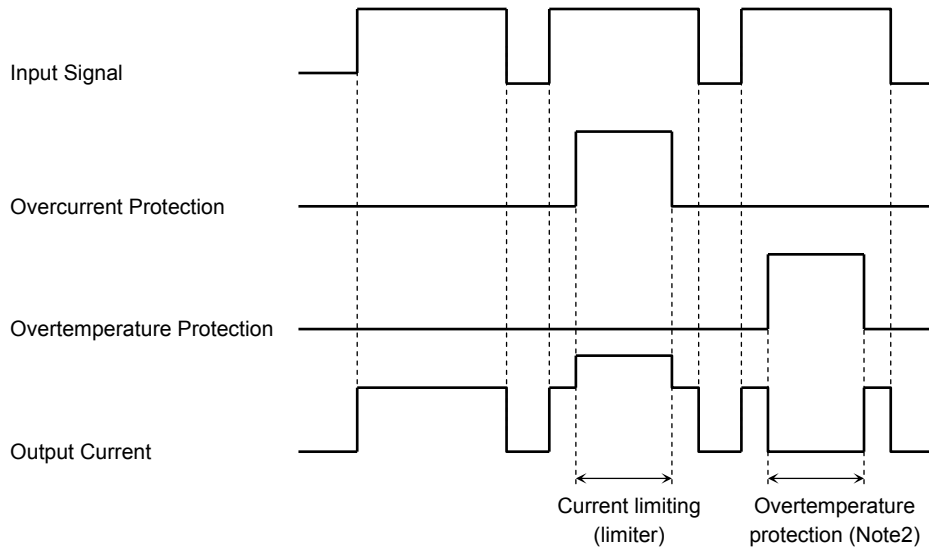 Input Signal
Overcurrent Protection
Overtemperature Protection
Output Current
Current limiting
(limiter)
Overtemperature
protection (Note2)